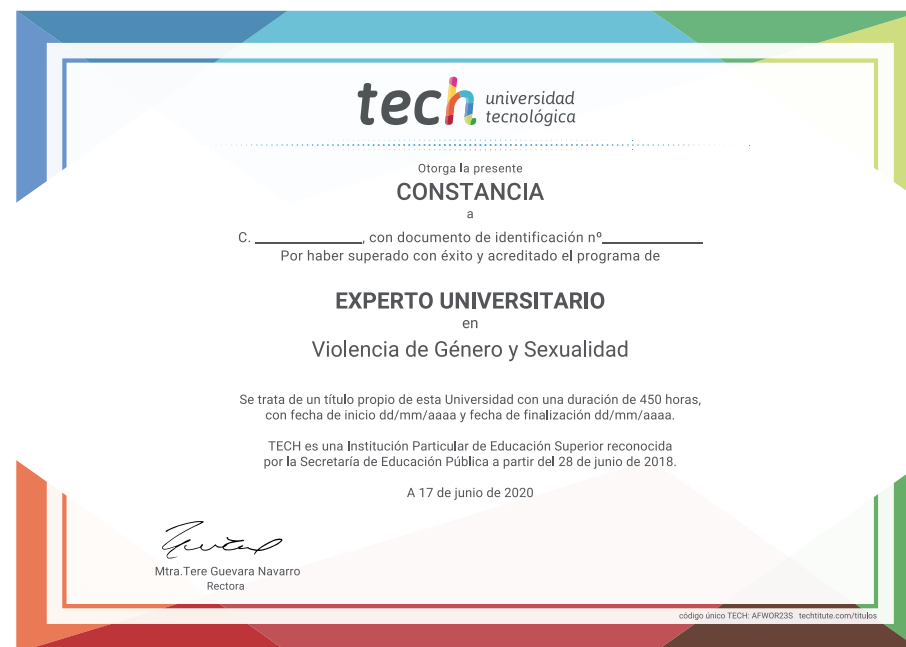 tech universidad
tecnológica
Otorga la presente
CONSTANCIA
a
C. ____________, con documento de identificación nº____________
Por haber superado con éxito y acreditado el programa de
EXPERTO UNIVERSITARIO
en
Violencia de Género y Sexualidad
Se trata de un título propio de esta Universidad con una duración de 450 horas,
con fecha de inicio dd/mm/aaaa y fecha de finalización dd/mm/aaaa.
TECH es una Institución Particular de Educación Superior reconocida
por la Secretaría de Educación Pública a partir del 28 de junio de 2018.
A 17 de junio de 2020
Mtra.Tere Guevara Navarro
Rectora
código único TECH: AFWOR23S techtitute.com/titulos